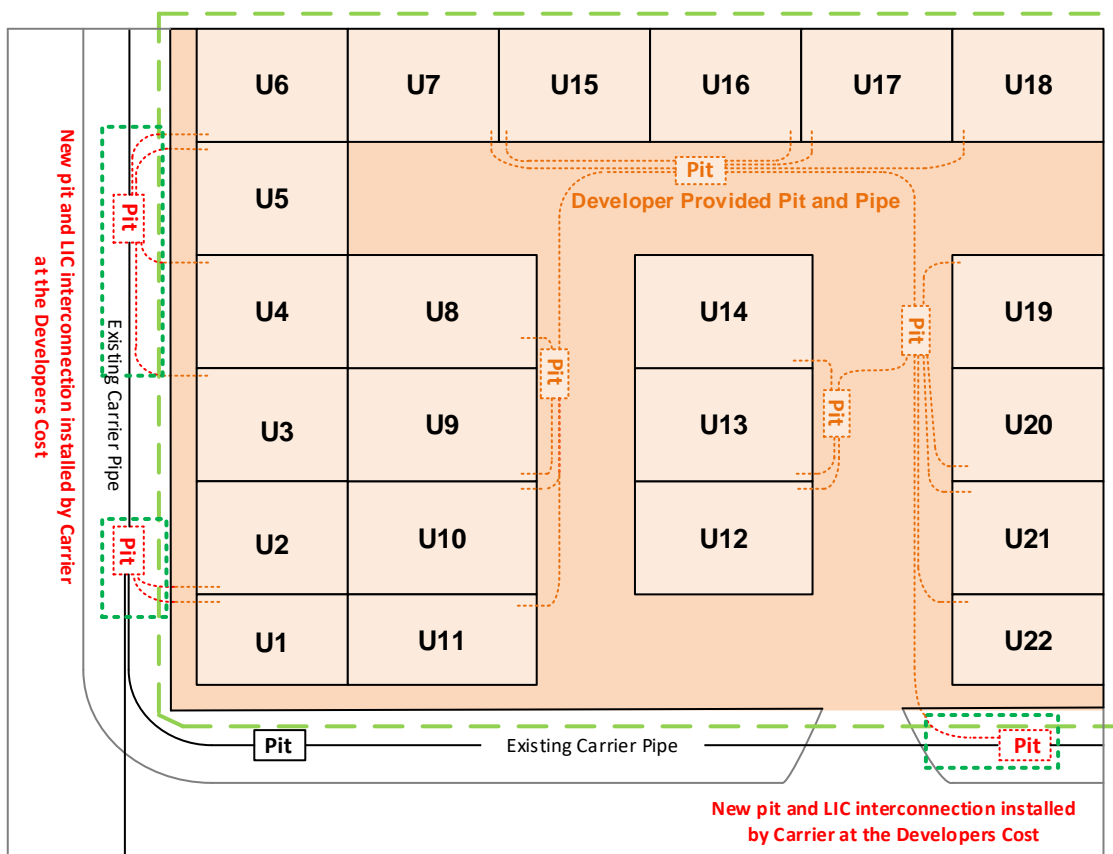 U6
U7
U15
U16
U17
U18
Pit
Developer Provided Pit and Pipe
U5
Pit
New pit and LIC interconnection installed by Carrier
at the Developers Cost
Existing Carrier Pipe
U4
U8
U14
U19
Pit
Pit
U3
U9
U13
U20
Pit
U2
U10
U12
U21
Pit
U1
U11
U22
Pit
Existing Carrier Pipe
Pit
New pit and LIC interconnection installed
by Carrier at the Developers Cost